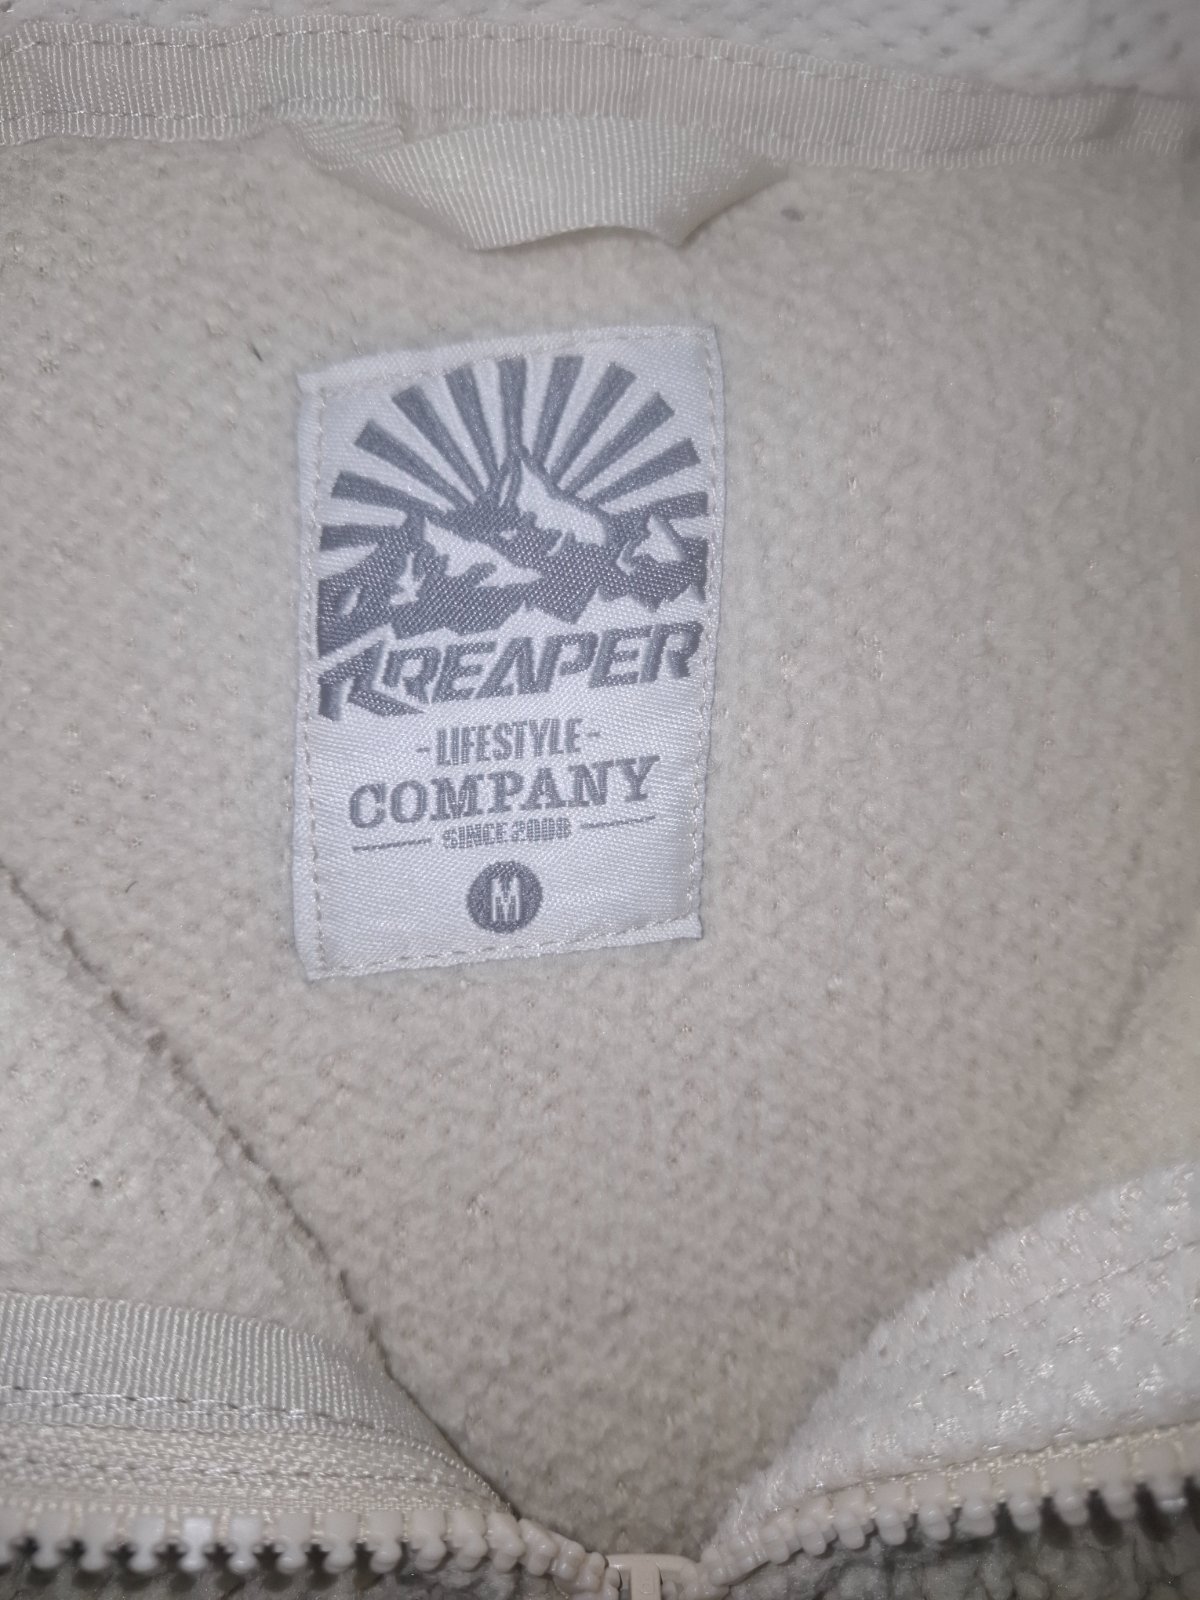 REAPER
-LIFESTYLE-
COMPANY
SINCE 2008
M